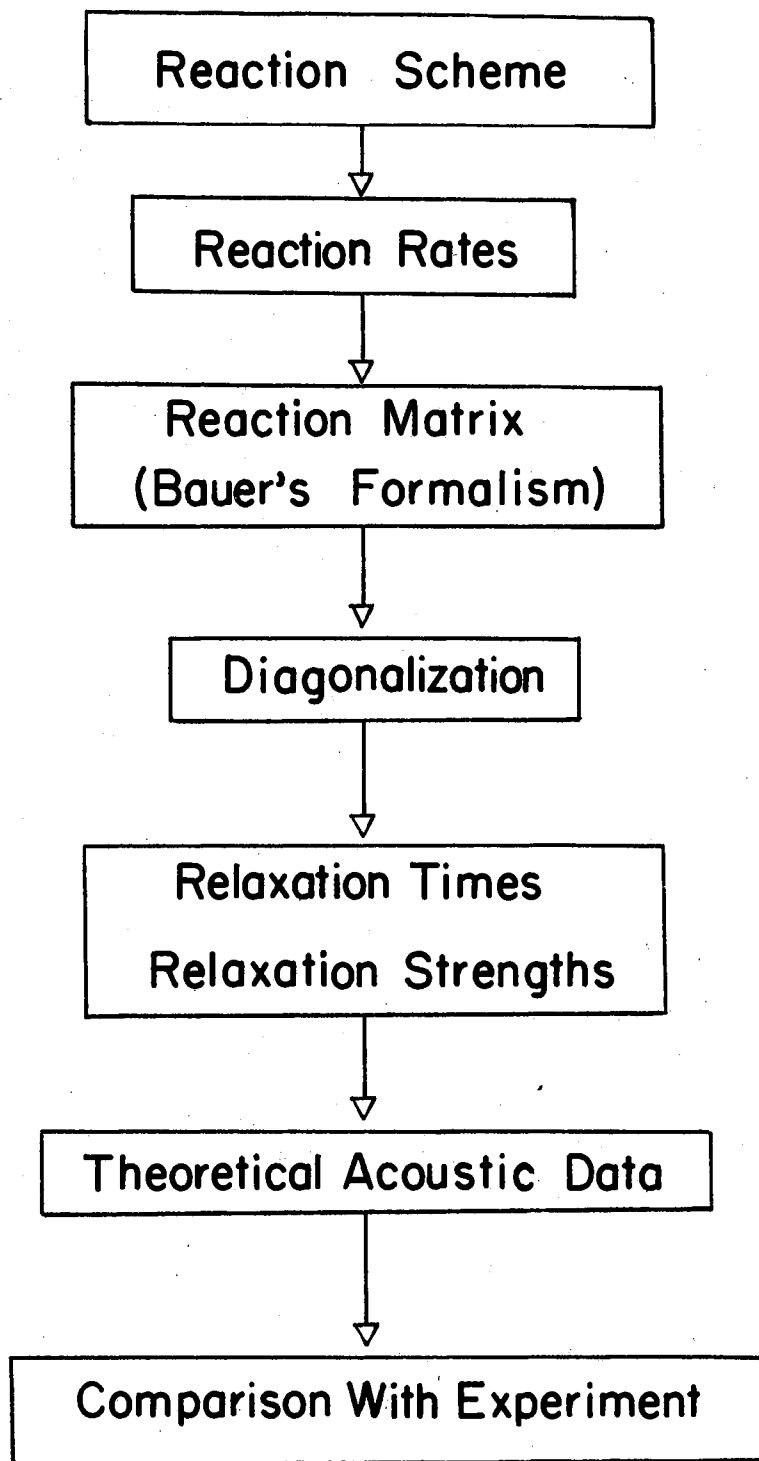 Reaction Scheme
Reaction Rates
Reaction Matrix
(Bauer's Formalism)
Diagonalization
Relaxation Times
Relaxation Strengths
Theoretical Acoustic Data
Comparison With Experiment